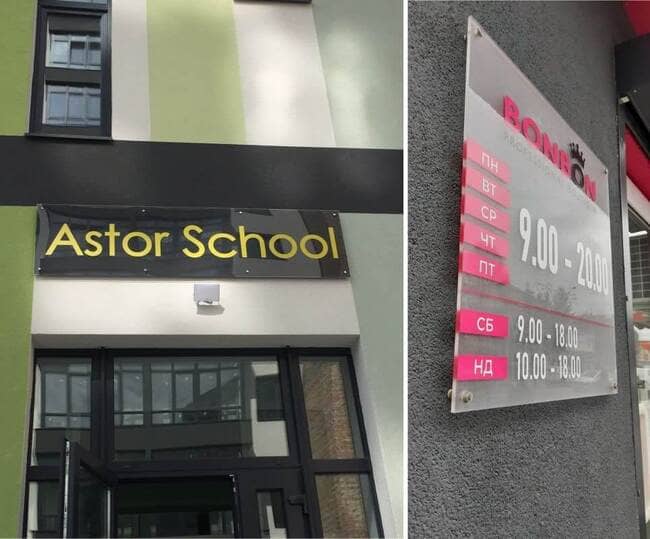 Astor School
BONBON
ПН
ВТ
СР
ЧТ
ПТ
9.00 - 20.00
СБ 9.00 - 18.00
НД 10.00 - 18.00